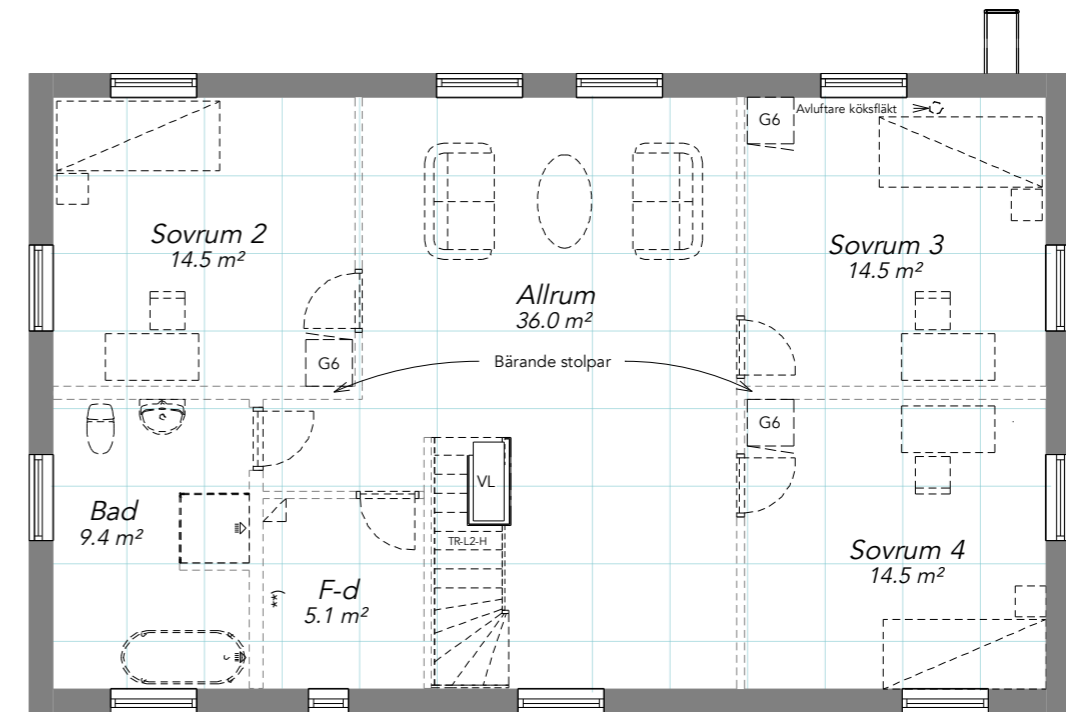 G6
Avluftare köksfläkt
Sovrum 2
14.5 m²
Sovrum 3
14.5 m²
Allrum
36.0 m²
G6
Bärande stolpar
G6
VL
Bad
9.4 m²
TR-L2-H
Sovrum 4
14.5 m²
F-d
5.1 m²
**)